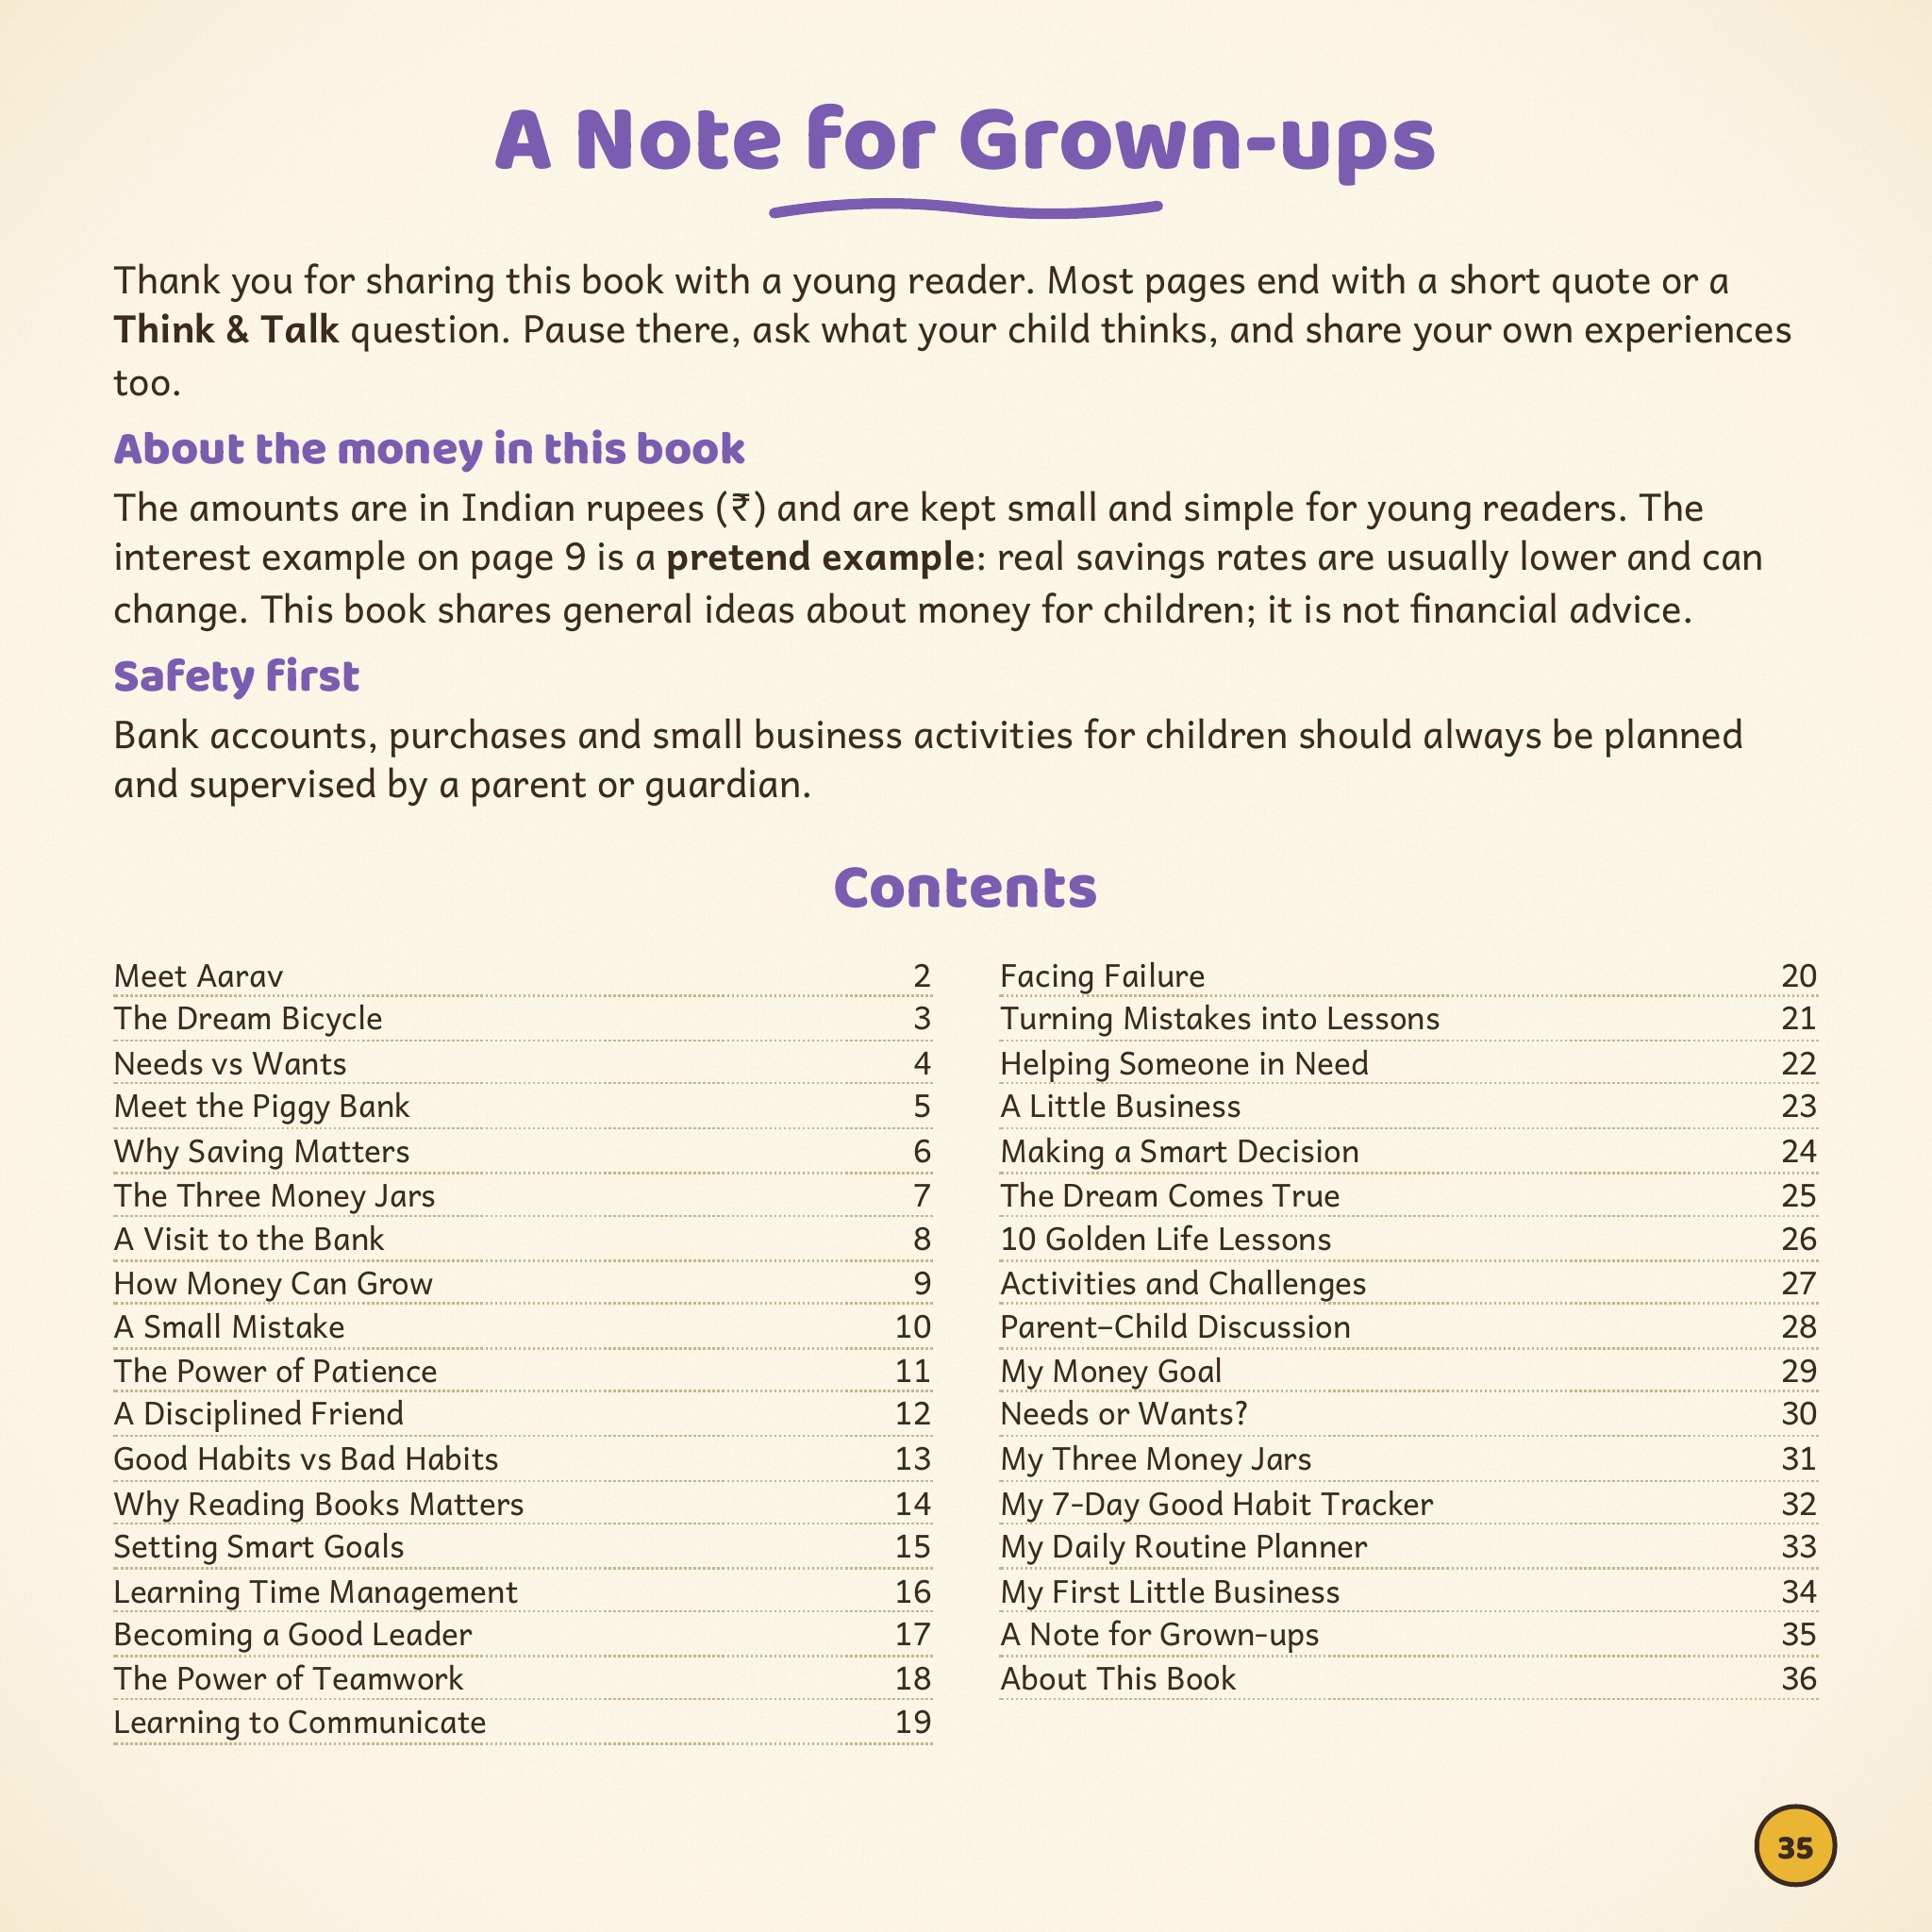 A Note for Grown-ups
Thank you for sharing this book with a young reader. Most pages end with a short quote or a
Think & Talk question. Pause there, ask what your child thinks, and share your own experiences
too.
About the money in this book
The amounts are in Indian rupees (₹) and are kept small and simple for young readers. The
interest example on page 9 is a pretend example: real savings rates are usually lower and can
change. This book shares general ideas about money for children; it is not financial advice.
Safety first
Bank accounts, purchases and small business activities for children should always be planned
and supervised by a parent or guardian.
Contents
Meet Aarav 2
The Dream Bicycle 3
Needs vs Wants 4
Meet the Piggy Bank 5
Why Saving Matters 6
The Three Money Jars 7
A Visit to the Bank 8
How Money Can Grow 9
A Small Mistake 10
The Power of Patience 11
A Disciplined Friend 12
Good Habits vs Bad Habits 13
Why Reading Books Matters 14
Setting Smart Goals 15
Learning Time Management 16
Becoming a Good Leader 17
The Power of Teamwork 18
Learning to Communicate 19
Facing Failure 20
Turning Mistakes into Lessons 21
Helping Someone in Need 22
A Little Business 23
Making a Smart Decision 24
The Dream Comes True 25
10 Golden Life Lessons 26
Activities and Challenges 27
Parent–Child Discussion 28
My Money Goal 29
Needs or Wants? 30
My Three Money Jars 31
My 7-Day Good Habit Tracker 32
My Daily Routine Planner 33
My First Little Business 34
A Note for Grown-ups 35
About This Book 36
35